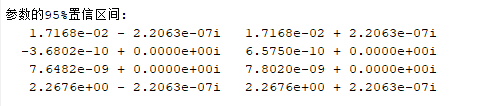 参数的95%置信区间：
1.7168e-02 - 2.2063e-07i   1.7168e-02 + 2.2063e-07i
-3.6802e-10 + 0.0000e+00i   6.5750e-10 + 0.0000e+00i
7.6482e-09 + 0.0000e+00i   7.8020e-09 + 0.0000e+00i
2.2676e+00 - 2.2063e-07i   2.2676e+00 + 2.2063e-07i